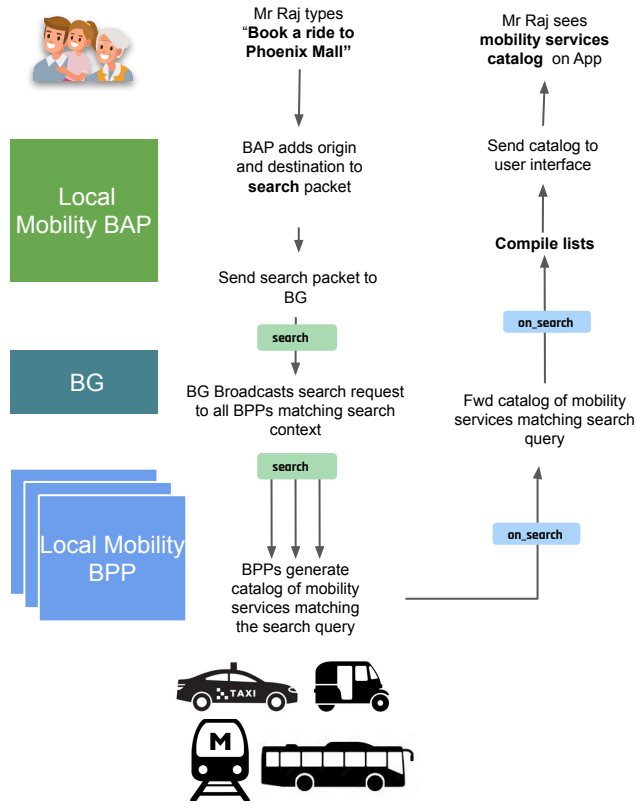 Mr Raj types
“Book a ride to
Phoenix Mall”
Mr Raj sees
mobility services
catalog on App
Local
Mobility BAP
BAP adds origin
and destination to
search packet
Send catalog to
user interface
Compile lists
Send search packet to
BG
search
on_search
BG
BG Broadcasts search request
to all BPPs matching search
context
Fwd catalog of mobility
services matching search
query
search
on_search
Local Mobility
BPP
BPPs generate
catalog of mobility
services matching
the search query
TAXI
M